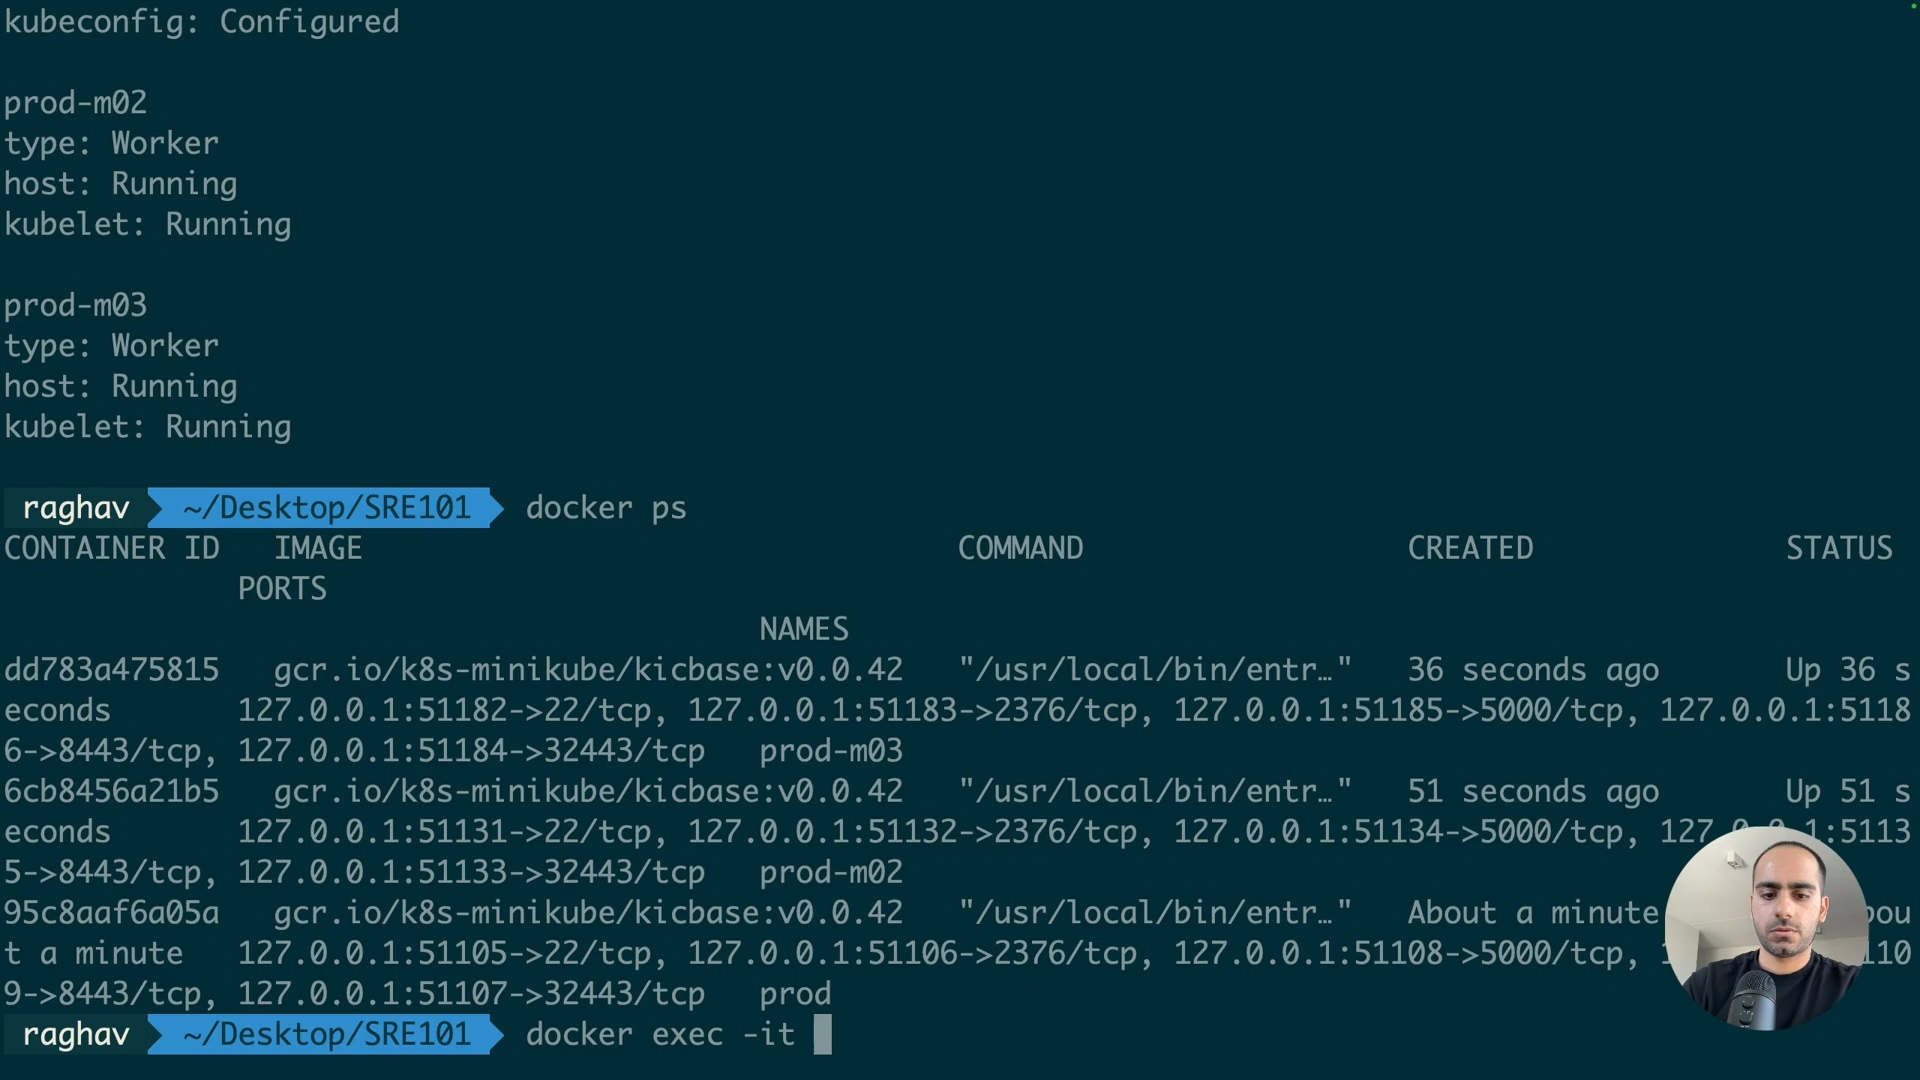 kubeconfig: Configured
prod-m02
type: Worker
host: Running
kubelet: Running
prod-m03
type: Worker
host: Running
kubelet: Running
raghav ~/Desktop/SRE101 docker ps
CONTAINER ID IMAGE COMMAND CREATED STATUS
PORTS
NAMES
dd783a475815 gcr.io/k8s-minikube/kicbase:v0.0.42 "/usr/local/bin/entr…" 36 seconds ago Up 36 s
econds 127.0.0.1:51182->22/tcp, 127.0.0.1:51183->2376/tcp, 127.0.0.1:51185->5000/tcp, 127.0.0.1:5118
6->8443/tcp, 127.0.0.1:51184->32443/tcp prod-m03
6cb8456a21b5 gcr.io/k8s-minikube/kicbase:v0.0.42 "/usr/local/bin/entr…" 51 seconds ago Up 51 s
econds 127.0.0.1:51131->22/tcp, 127.0.0.1:51132->2376/tcp, 127.0.0.1:51134->5000/tcp, 127.0.0.1:5113
5->8443/tcp, 127.0.0.1:51133->32443/tcp prod-m02
95c8aaf6a05a gcr.io/k8s-minikube/kicbase:v0.0.42 "/usr/local/bin/entr…" About a minute
t a minute 127.0.0.1:51105->22/tcp, 127.0.0.1:51106->2376/tcp, 127.0.0.1:51108->5000/tcp,
9->8443/tcp, 127.0.0.1:51107->32443/tcp prod
raghav ~/Desktop/SRE101 docker exec -it